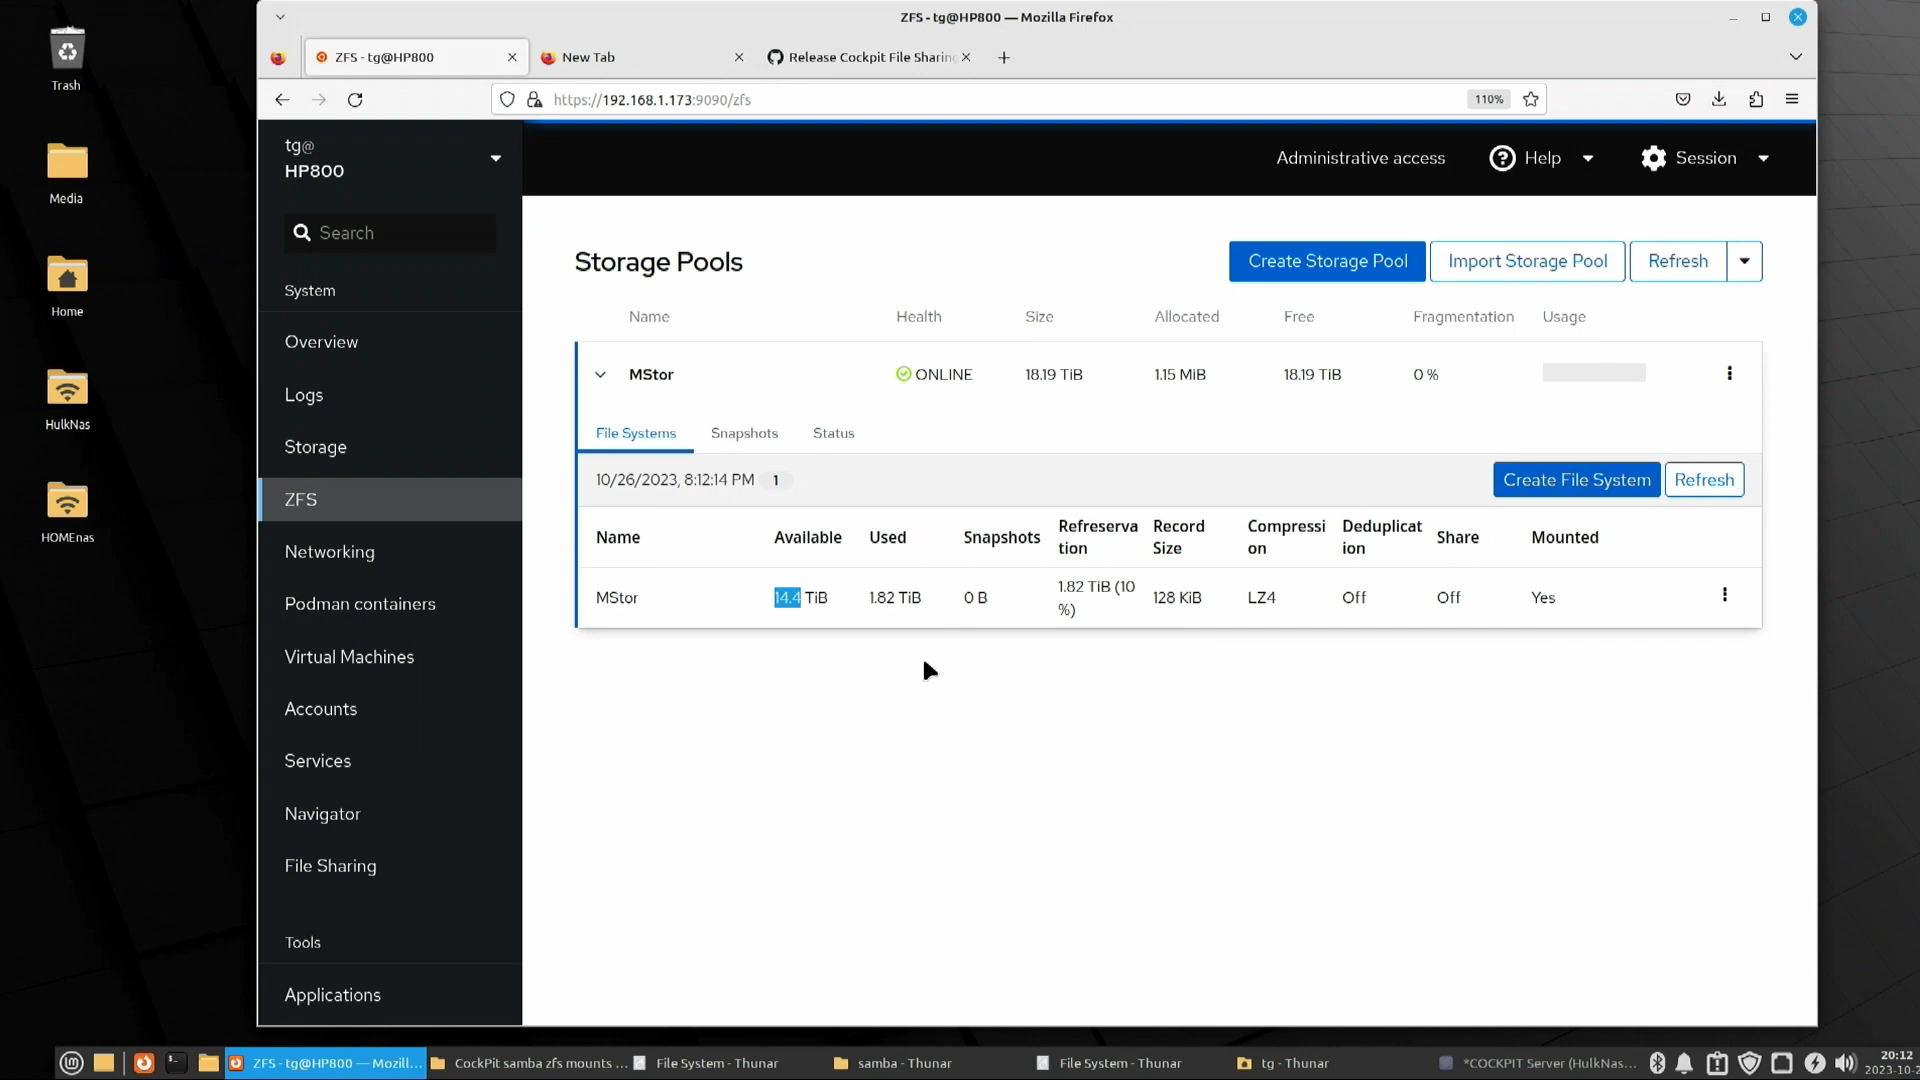 ZFS - tg@HP800 — Mozilla Firefox
ZFS - tg@HP800
New Tab
Release Cockpit File Sharing
https://192.168.1.173:9090/zfs
110%
Trash
Media
Home
HulkNas
HOMEnas
tg@
HP800
Search
System
Overview
Logs
Storage
ZFS
Networking
Podman containers
Virtual Machines
Accounts
Services
Navigator
File Sharing
Tools
Applications
Administrative access
Help
Session
Storage Pools
Create Storage Pool
Import Storage Pool
Refresh
Name Health Size Allocated Free Fragmentation Usage
MStor ONLINE 18.19 TiB 1.15 MiB 18.19 TiB 0 %
File Systems Snapshots Status
10/26/2023, 8:12:14 PM 1
Create File System
Refresh
Name Available Used Snapshots Refreserva Record Compressi Deduplicat Share Mounted
tion Size on ion
MStor 14.4 TiB 1.82 TiB 0 B 1.82 TiB (10 128 KiB LZ4 Off Off Yes
%)
ZFS - tg@HP800 — Mozill...
CockPit samba zfs mounts ...
File System - Thunar
samba - Thunar
File System - Thunar
tg - Thunar
*COCKPIT Server (HulkNas...
20:12
2023-10-2